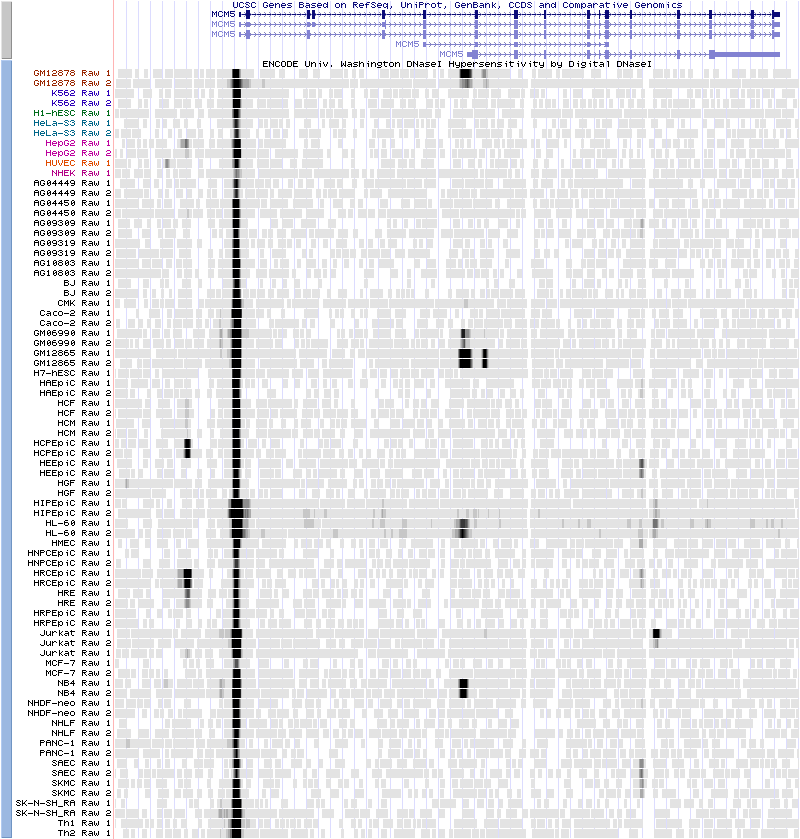 UCSC Genes Based on RefSeq, UniProt, GenBank, CCDS and Comparative Genomics
MCM5
MCM5
MCM5
MCM5
MCM5
ENCODE Univ. Washington DNaseI Hypersensitivity by Digital DNaseI
GM12878 Raw 1
GM12878 Raw 2
K562 Raw 1
K562 Raw 2
H1-hESC Raw 1
HeLa-S3 Raw 1
HeLa-S3 Raw 2
HepG2 Raw 1
HepG2 Raw 2
HUVEC Raw 1
NHEK Raw 1
AG04449 Raw 1
AG04449 Raw 2
AG04450 Raw 1
AG04450 Raw 2
AG09309 Raw 1
AG09309 Raw 2
AG09319 Raw 1
AG09319 Raw 2
AG10803 Raw 1
AG10803 Raw 2
BJ Raw 1
BJ Raw 2
CMK Raw 1
Caco-2 Raw 1
Caco-2 Raw 2
GM06990 Raw 1
GM06990 Raw 2
GM12865 Raw 1
GM12865 Raw 2
H7-hESC Raw 1
HAEpiC Raw 1
HAEpiC Raw 2
HCF Raw 1
HCF Raw 2
HCM Raw 1
HCM Raw 2
HCPEpiC Raw 1
HCPEpiC Raw 2
HEEpiC Raw 1
HEEpiC Raw 2
HGF Raw 1
HGF Raw 2
HIPEpiC Raw 1
HIPEpiC Raw 2
HL-60 Raw 1
HL-60 Raw 2
HMEC Raw 1
HNPCEpiC Raw 1
HNPCEpiC Raw 2
HRCEpiC Raw 1
HRCEpiC Raw 2
HRE Raw 1
HRE Raw 2
HRPEpiC Raw 1
HRPEpiC Raw 2
Jurkat Raw 1
Jurkat Raw 2
Jurkat Raw 1
MCF-7 Raw 1
MCF-7 Raw 2
NB4 Raw 1
NB4 Raw 2
NHDF-neo Raw 1
NHDF-neo Raw 2
NHLF Raw 1
NHLF Raw 2
PANC-1 Raw 1
PANC-1 Raw 2
SAEC Raw 1
SAEC Raw 2
SKMC Raw 1
SKMC Raw 2
SK-N-SH_RA Raw 1
SK-N-SH_RA Raw 2
Th1 Raw 1
Th2 Raw 1